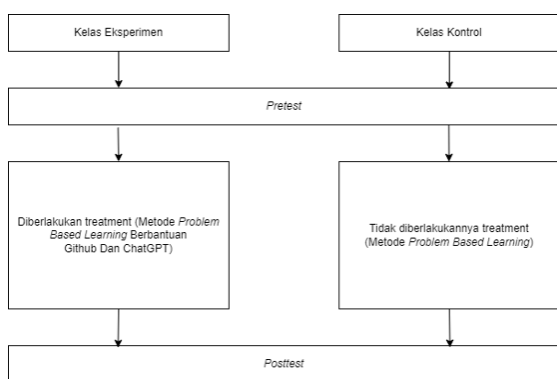 Kelas Eksperimen
Kelas Kontrol
Pretest
Diberlakukan treatment (Metode Problem
Based Learning Berbantuan
Github Dan ChatGPT)
Tidak diberlakukannya treatment
(Metode Problem Based Learning)
Posttest